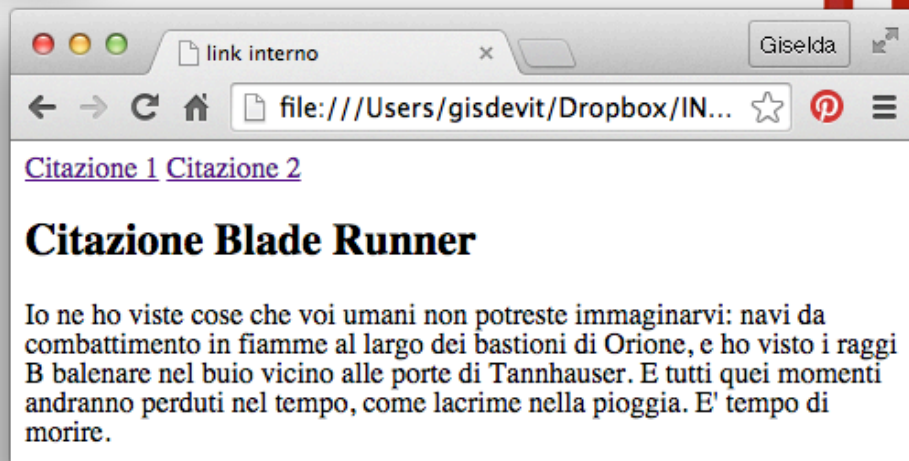 link interno
Giselda
file:///Users/gisdevit/Dropbox/IN...
Citazione 1 Citazione 2
Citazione Blade Runner
Io ne ho viste cose che voi umani non potreste immaginarvi: navi da
combattimento in fiamme al largo dei bastioni di Orione, e ho visto i raggi
B balenare nel buio vicino alle porte di Tannhauser. E tutti quei momenti
andranno perduti nel tempo, come lacrime nella pioggia. E' tempo di
morire.